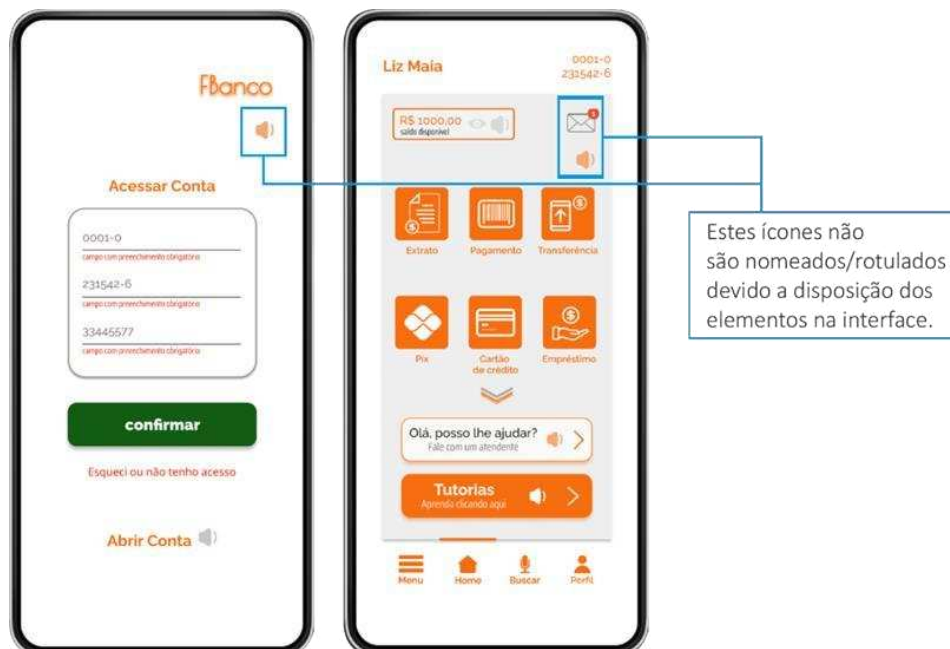 FBanco
Acessar Conta
0001-0
campo com preenchimento obrigatório
231542-6
campo com preenchimento obrigatório
33445577
campo com preenchimento obrigatório
confirmar
Esqueci ou não tenho acesso
Abrir Conta
Liz Maia
0001-0
231542-6
R$ 1000,00
saldo disponível
1
Extrato
Pagamento
Transferência
Pix
Cartão
de crédito
Empréstimo
Olá, posso lhe ajudar?
Fale com um atendente
Tutorias
Aprenda clicando aqui
Menu
Home
Buscar
Perfil
Estes ícones não
são nomeados/rotulados
devido a disposição dos
elementos na interface.